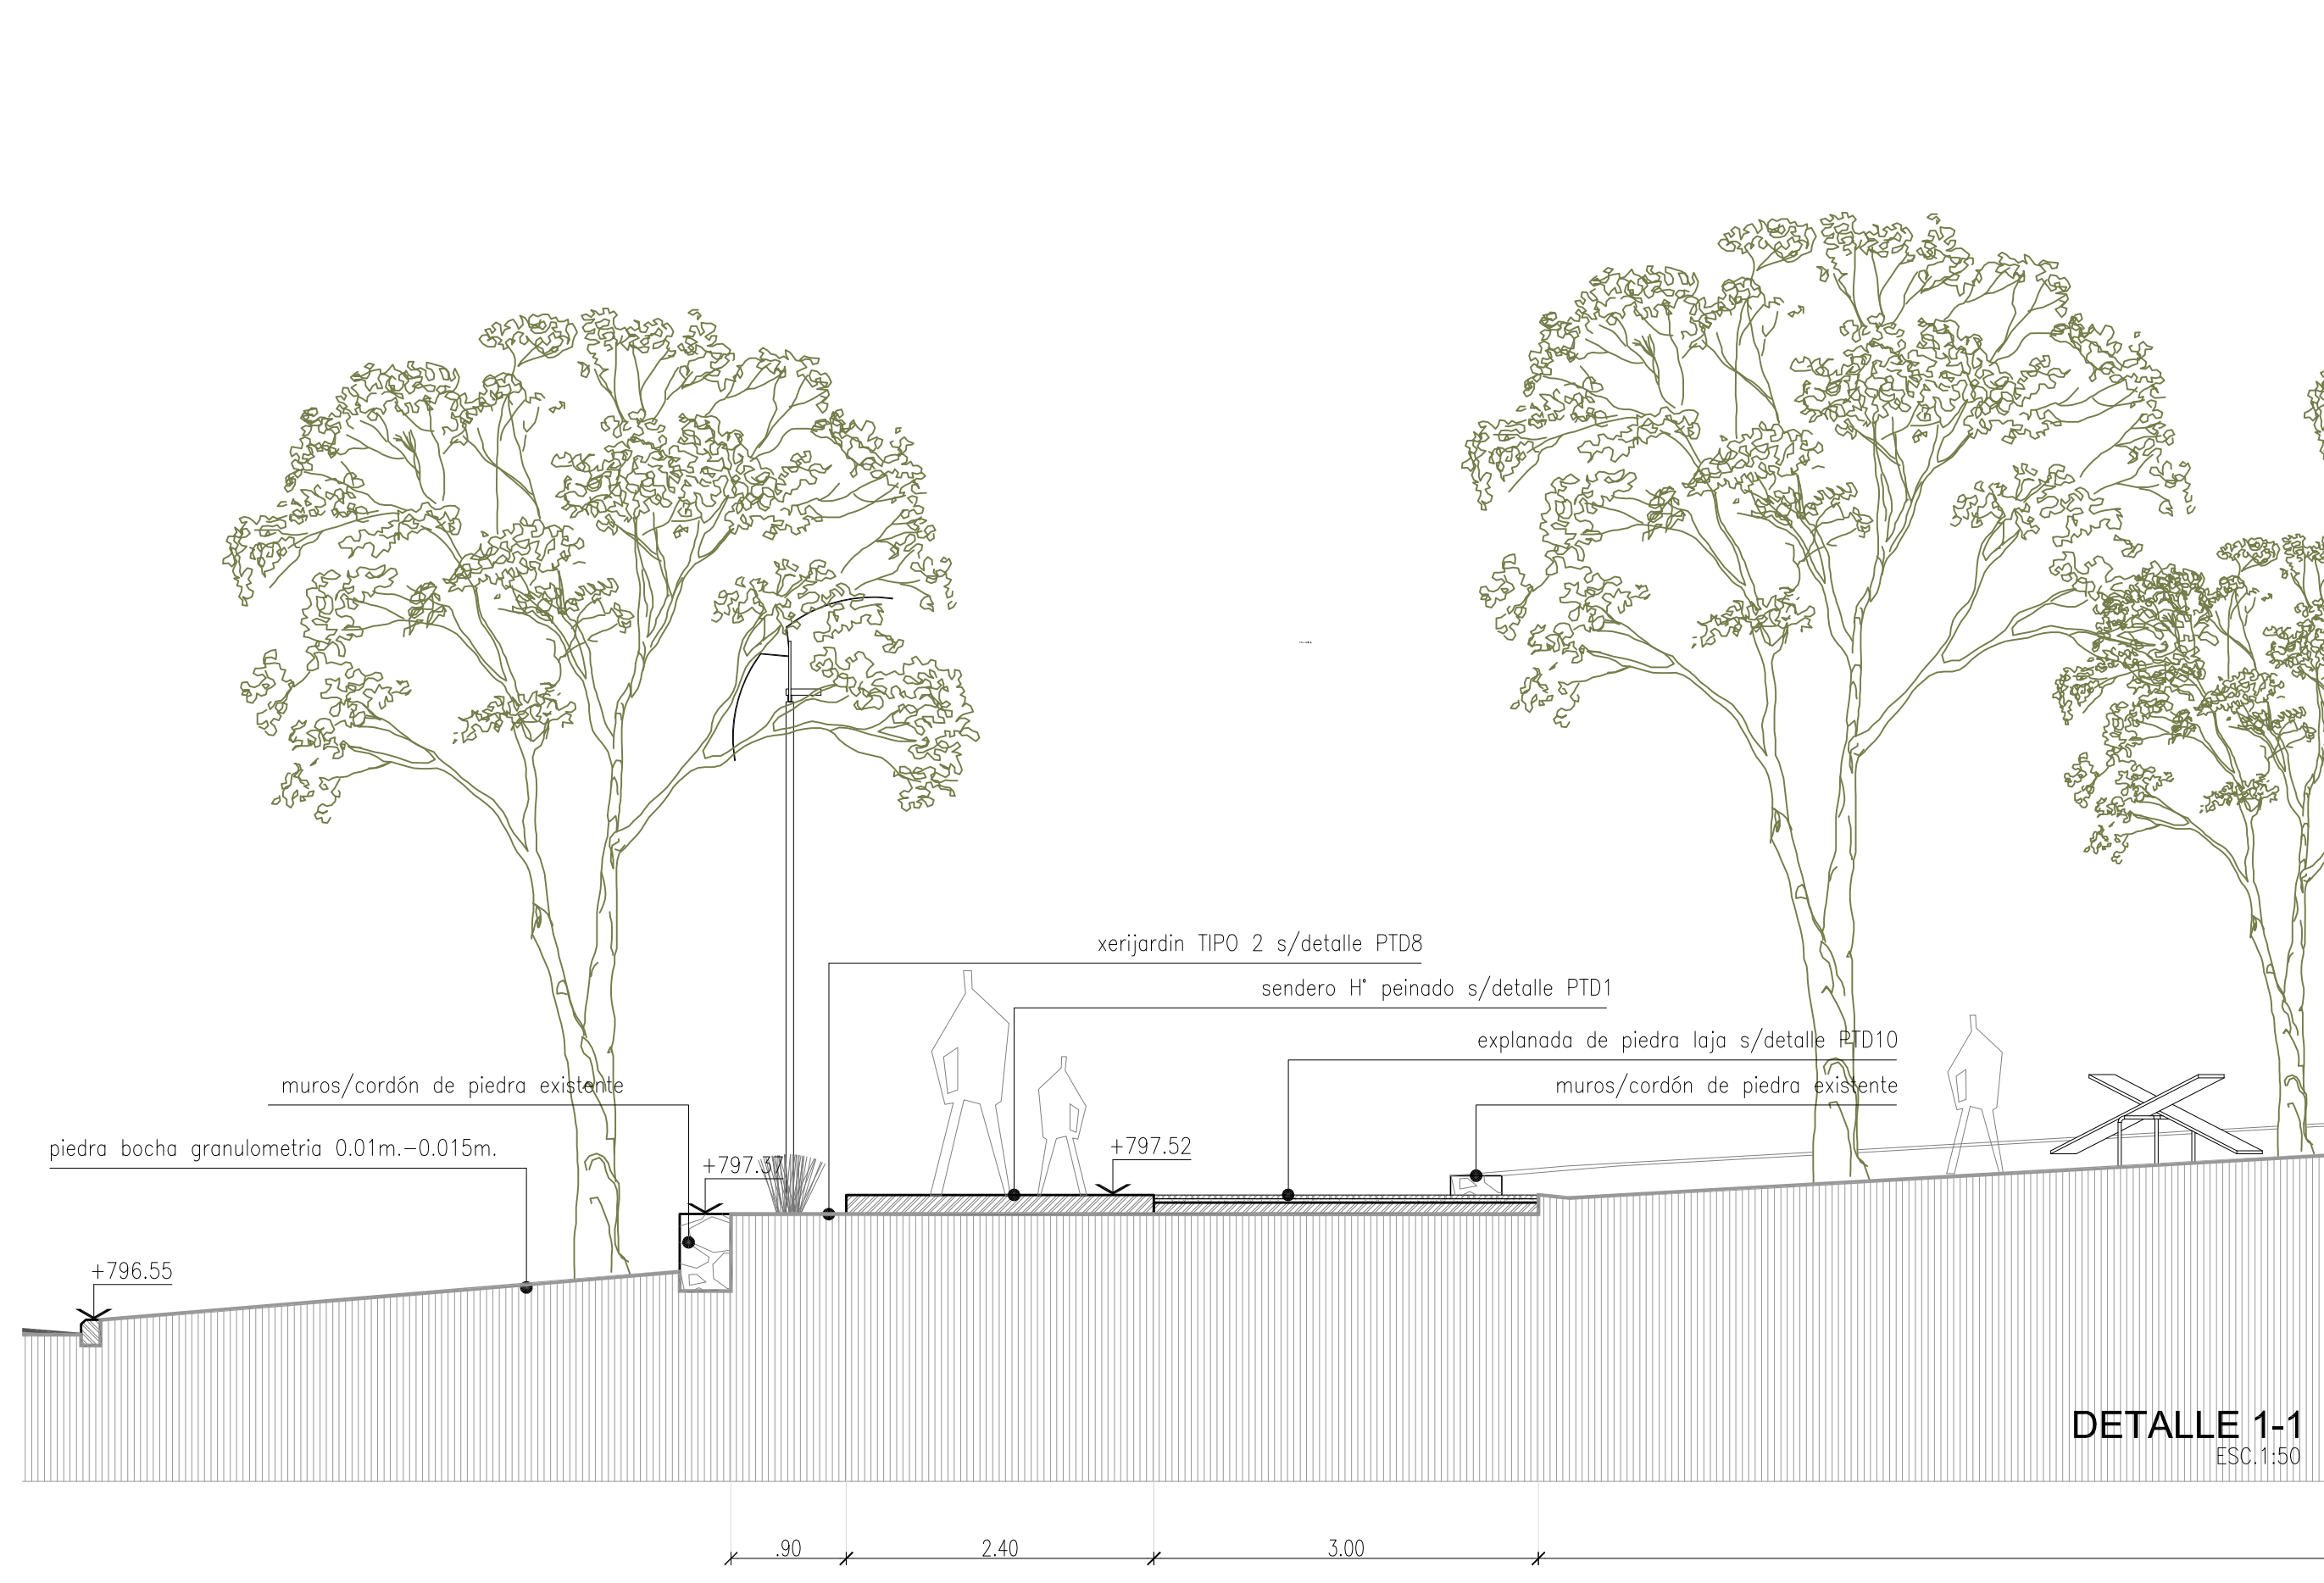 xerijardin TIPO 2 s/detalle PTD8
sendero H° peinado s/detalle PTD1
explanada de piedra laja s/detalle PTD10
muros/cordón de piedra existente
muros/cordón de piedra existente
piedra bocha granulometria 0.01m.-0.015m.
+797.52
+797.37
+796.55
DETALLE 1-1
ESC.1:50
.90
2.40
3.00